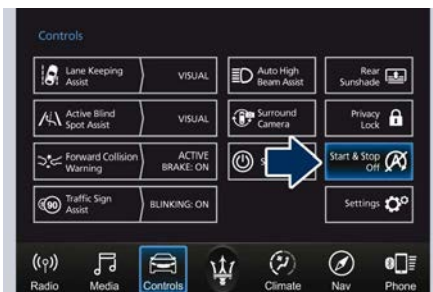 Controls
Lane Keeping
Assist
VISUAL
Auto High
Beam Assist
Rear
Sunshade
Active Blind
Spot Assist
VISUAL
Surround
Camera
Privacy
Lock
Forward Collision
Warning
ACTIVE
BRAKE: ON
Start & Stop
Off
Traffic Sign
Assist
BLINKING: ON
Settings
90
Radio
Media
Controls
Climate
Nav
Phone